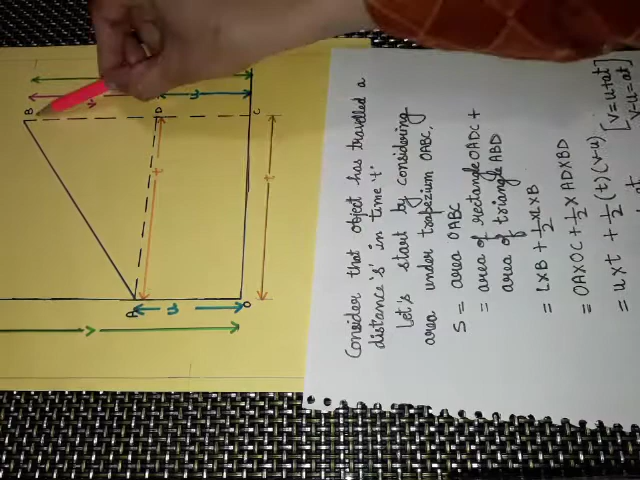 Consider that object has travelled a
distance 's' in time 't'.
Let's start by considering
area under trapezium OABC.
S = area OABC
= area of rectangle OADC +
area of triangle ABD
= OA×OC + 1/2 × AD×BD
= u×t + 1/2 (t)(v-u)
[v=u+at]
v-u=at]
B
D
C
A
O
t
t
u
v